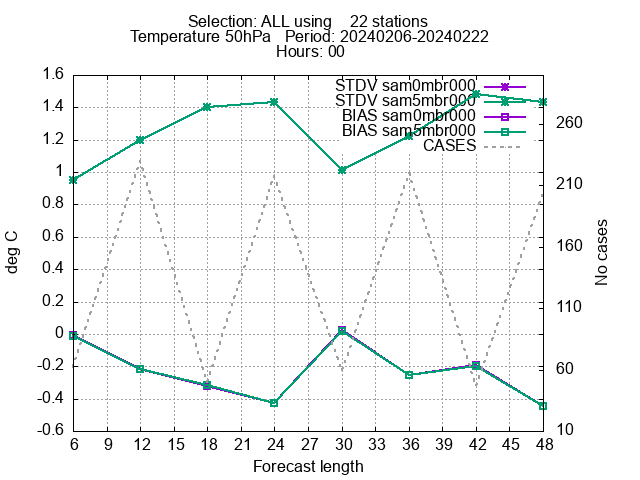 Selection: ALL using    22 stations
Temperature 50hPa   Period: 20240206-20240222
Hours: 00
STDV sam0mbr000
STDV sam5mbr000
BIAS sam0mbr000
BIAS sam5mbr000
CASES
1.6
1.4
1.2
1
0.8
0.6
0.4
0.2
0
-0.2
-0.4
-0.6
deg C
260
210
160
110
60
10
No cases
6 9 12 15 18 21 24 27 30 33 36 39 42 45 48
Forecast length